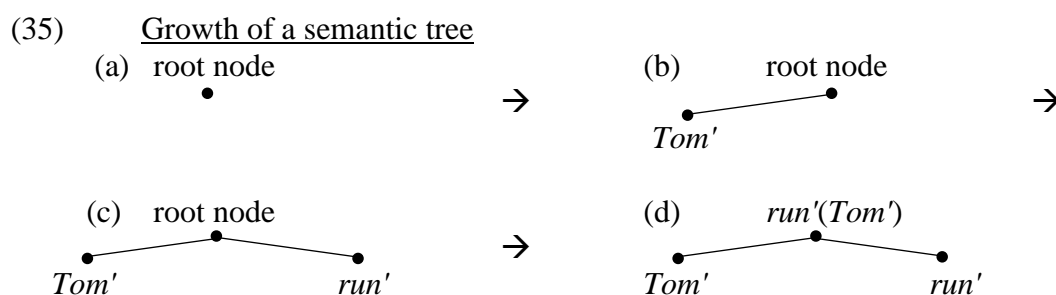 (35) Growth of a semantic tree
(a) root node (b) root node
→ →
Tom'
(c) root node (d) run'(Tom')
→
Tom' run' Tom' run'